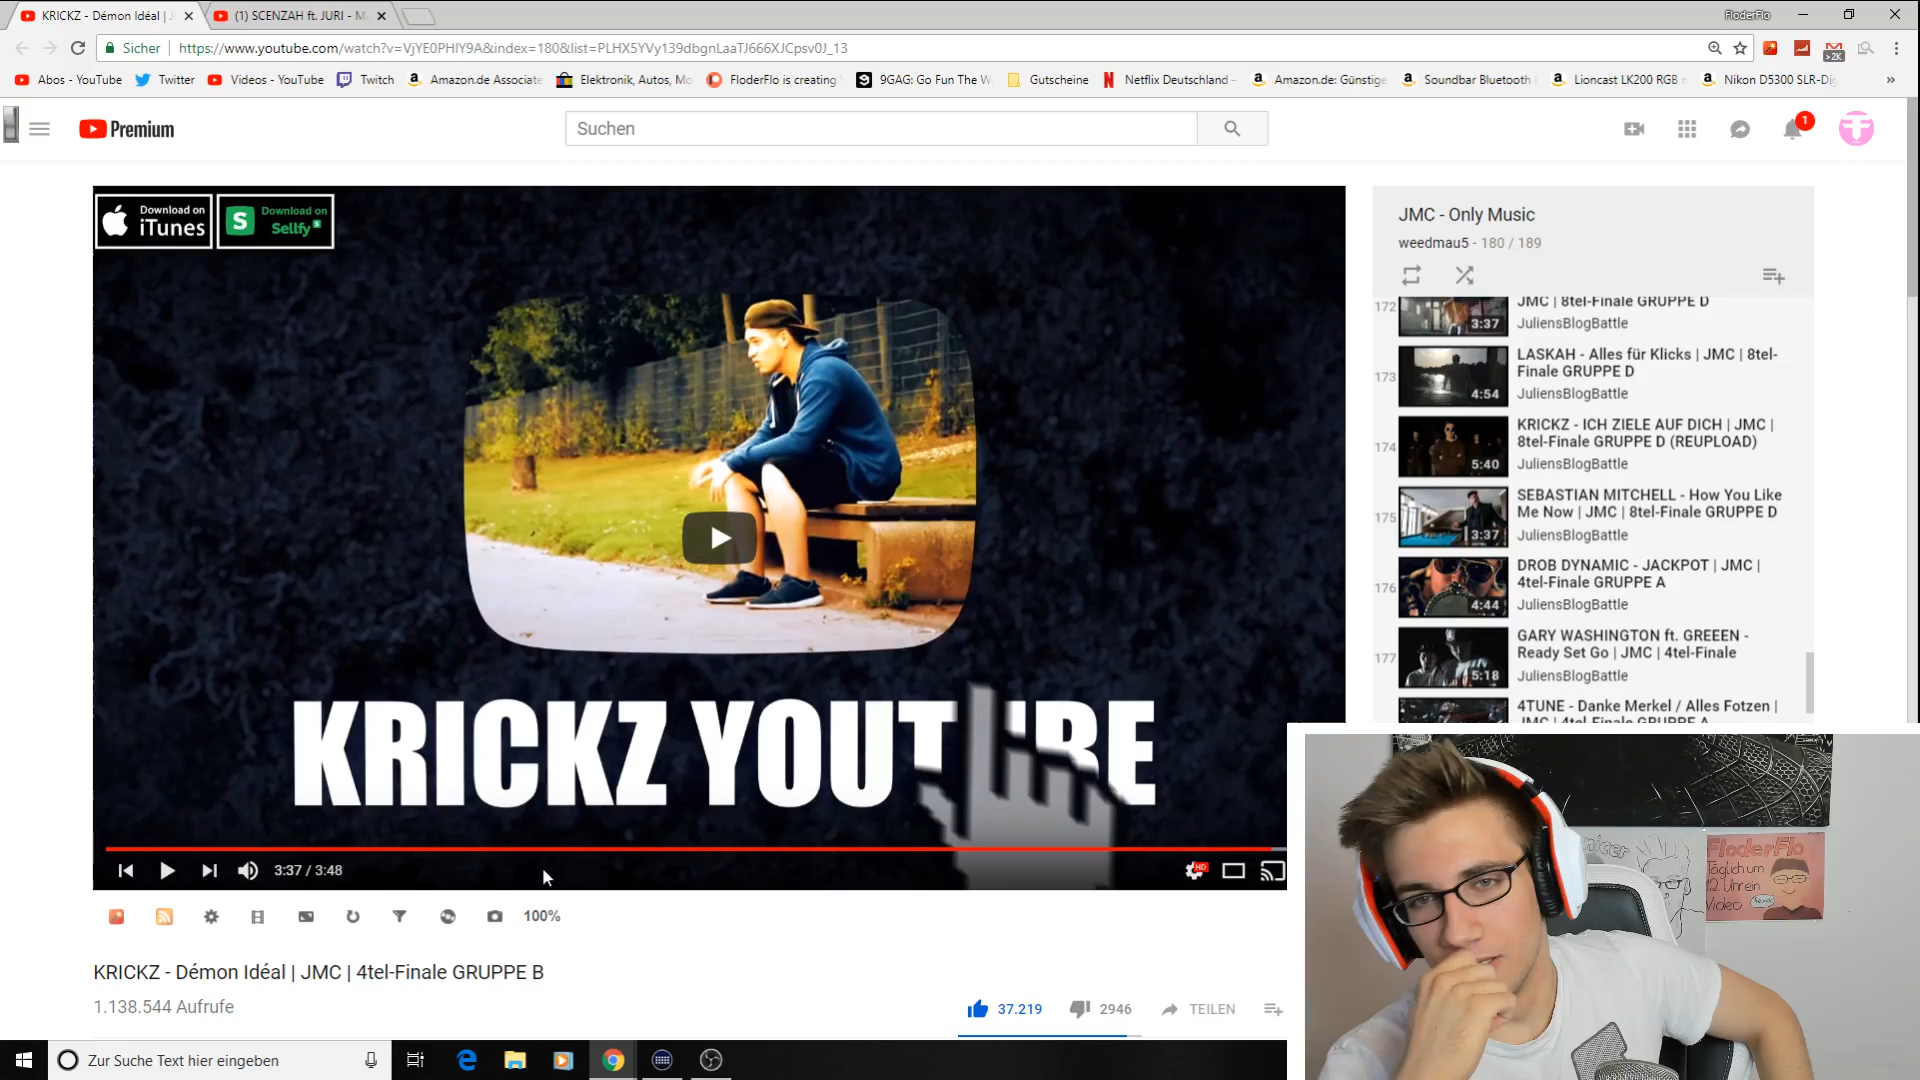 KRICKZ - Démon Idéal | J
(1) SCENZAH ft. JURI - M
FloderFlo
Sicher
https://www.youtube.com/watch?v=VjYE0PHIY9A&index=180&list=PLHX5YVy139dbgnLaaTJ666XJCpsv0J_13
>2K
Abos - YouTube
Twitter
Videos - YouTube
Twitch
Amazon.de Associate
Elektronik, Autos, Mo
FloderFlo is creating
9GAG: Go Fun The W
Gutscheine
Netflix Deutschland -
Amazon.de: Günstige
Soundbar Bluetooth
Lioncast LK200 RGB
Nikon D5300 SLR-Dig
»
Premium
Suchen
1
Download on
iTunes
Download on
Sellfy
KRICKZ
3:37 / 3:48
HD
100%
KRICKZ - Démon Idéal | JMC | 4tel-Finale GRUPPE B
1.138.544 Aufrufe
37.219
2946
TEILEN
JMC - Only Music
weedmau5 - 180 / 189
172
3:37
JMC | 8tel-Finale GRUPPE D
JuliensBlogBattle
173
4:54
LASKAH - Alles für Klicks | JMC | 8tel-
Finale GRUPPE D
JuliensBlogBattle
174
5:40
KRICKZ - ICH ZIELE AUF DICH | JMC |
8tel-Finale GRUPPE D (REUPLOAD)
JuliensBlogBattle
175
3:37
SEBASTIAN MITCHELL - How You Like
Me Now | JMC | 8tel-Finale GRUPPE D
JuliensBlogBattle
176
4:44
DROB DYNAMIC - JACKPOT | JMC |
4tel-Finale GRUPPE A
JuliensBlogBattle
177
5:18
GARY WASHINGTON ft. GREEEN -
Ready Set Go | JMC | 4tel-Finale
JuliensBlogBattle
4TUNE - Danke Merkel / Alles Fotzen |
JMC | 4tel-Finale GRUPPE A
FloderFlo
Täglich um
12 Uhr ein
Video
Zur Suche Text hier eingeben